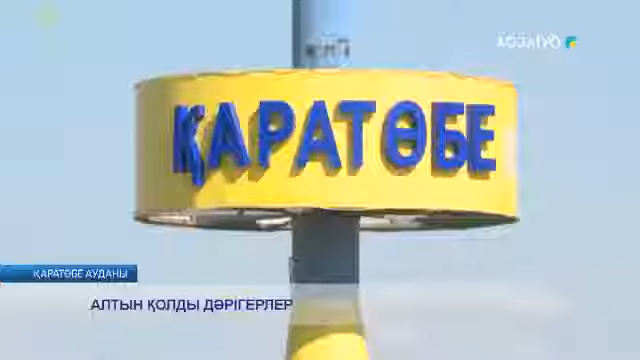 ҚАРАТӨБЕ
ҚАРАТӨБЕ АУДАНЫ
АЛТЫН ҚОЛДЫ ДӘРІГЕРЛЕР